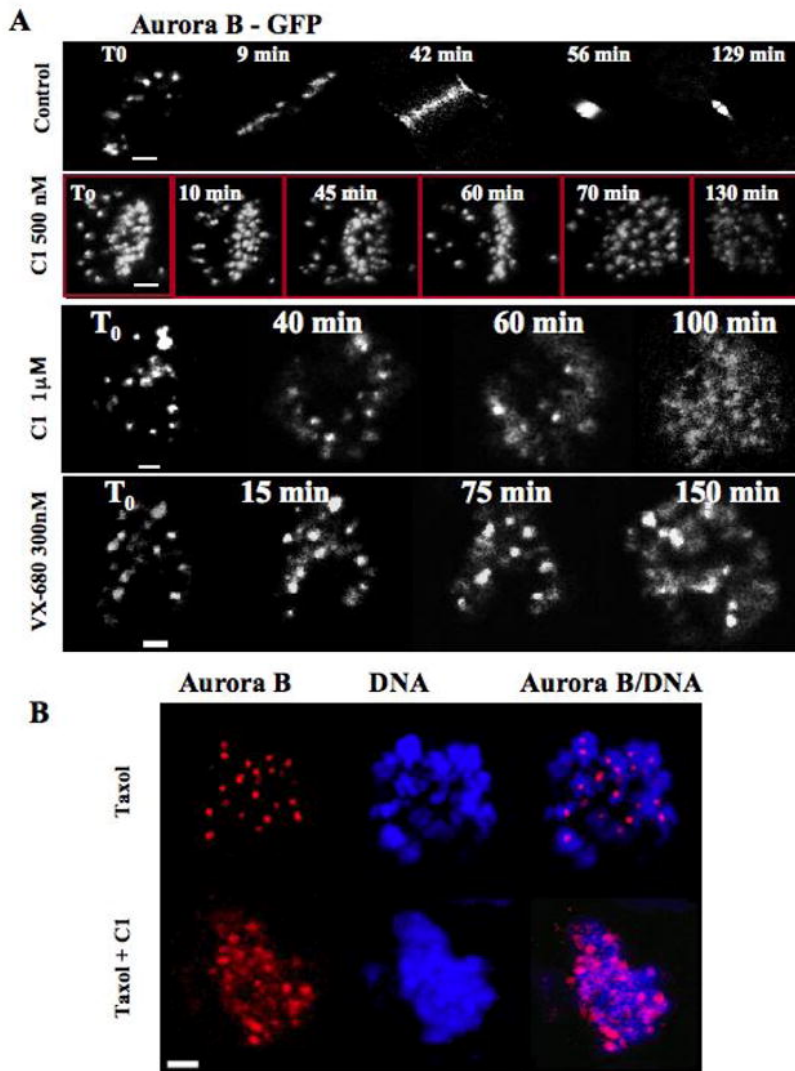 A
Aurora B - GFP
Control
T0 9 min 42 min 56 min 129 min
C1 500 nM
To 10 min 45 min 60 min 70 min 130 min
C1 1µM
T0 40 min 60 min 100 min
VX-680 300nM
T0 15 min 75 min 150 min
B
Aurora B DNA Aurora B/DNA
Taxol
Taxol + C1